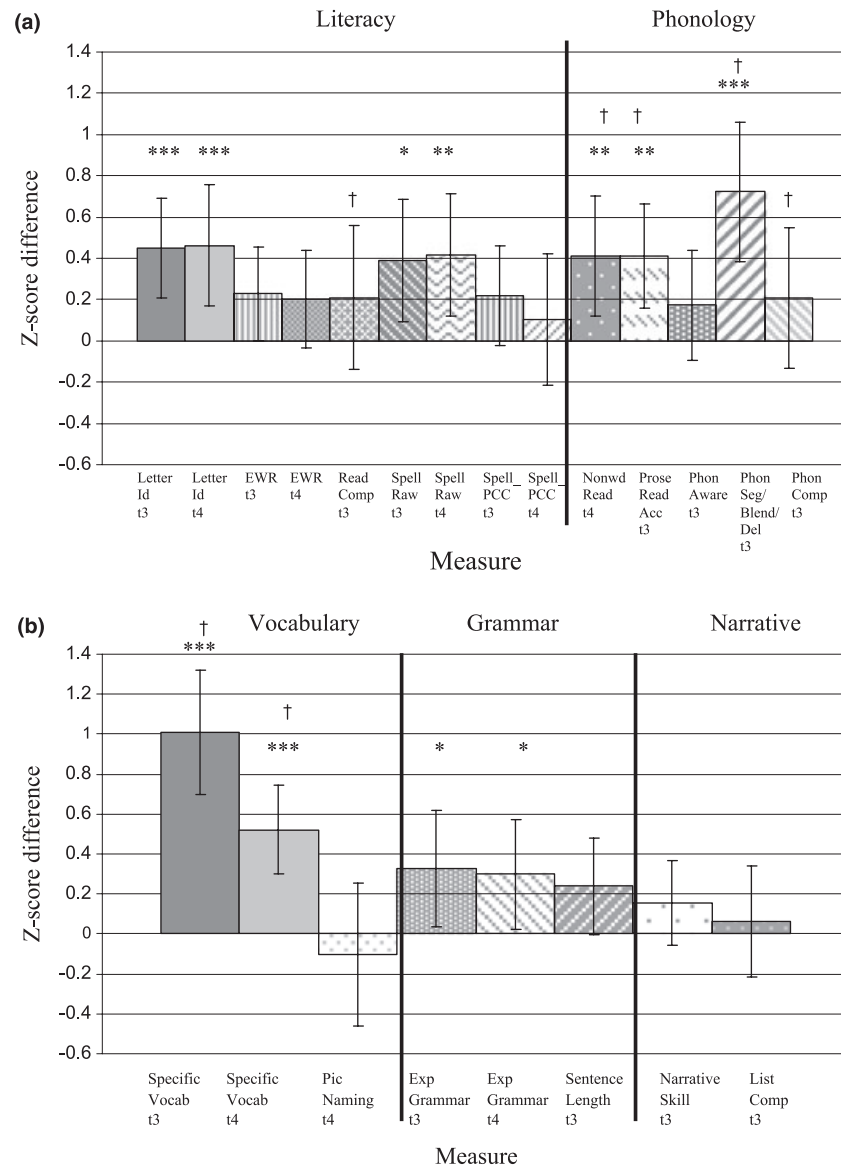 (a)
Literacy Phonology
1.4
1.2
1
0.8
0.6
0.4
0.2
0
-0.2
-0.4
-0.6
Z-score difference
*** *** † * ** † ** † ** † *** †
Letter Id t3
Letter Id t4
EWR t3
EWR t4
Read Comp t3
Spell Raw t3
Spell Raw t4
Spell_ PCC t3
Spell_ PCC t4
Nonwd Read t4
Prose Read Acc t3
Phon Aware t3
Phon Seg/ Blend/ Del t3
Phon Comp t3
Measure
(b)
Vocabulary Grammar Narrative
1.4
1.2
1
0.8
0.6
0.4
0.2
0
-0.2
-0.4
-0.6
Z-score difference
† *** † *** * *
Specific Vocab t3
Specific Vocab t4
Pic Naming t4
Exp Grammar t3
Exp Grammar t4
Sentence Length t3
Narrative Skill t3
List Comp t3
Measure